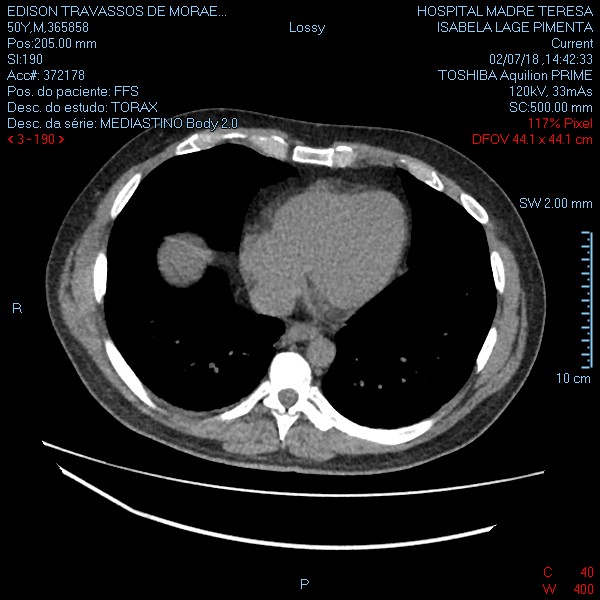 EDISON TRAVASSOS DE MORAE...
50Y,M,365858
Pos:205.00 mm
SI:190
Acc#: 372178
Pos. do paciente: FFS
Desc. do estudo: TORAX
Desc. da série: MEDIASTINO Body 2.0
< 3 - 190 >
Lossy
HOSPITAL MADRE TERESA
ISABELA LAGE PIMENTA
Current
02/07/18 ,14:42:33
TOSHIBA Aquilion PRIME
120kV, 33mAs
SC:500.00 mm
117% Pixel
DFOV 44.1 x 44.1 cm
SW 2.00 mm
R
10 cm
P
C 40
W 400